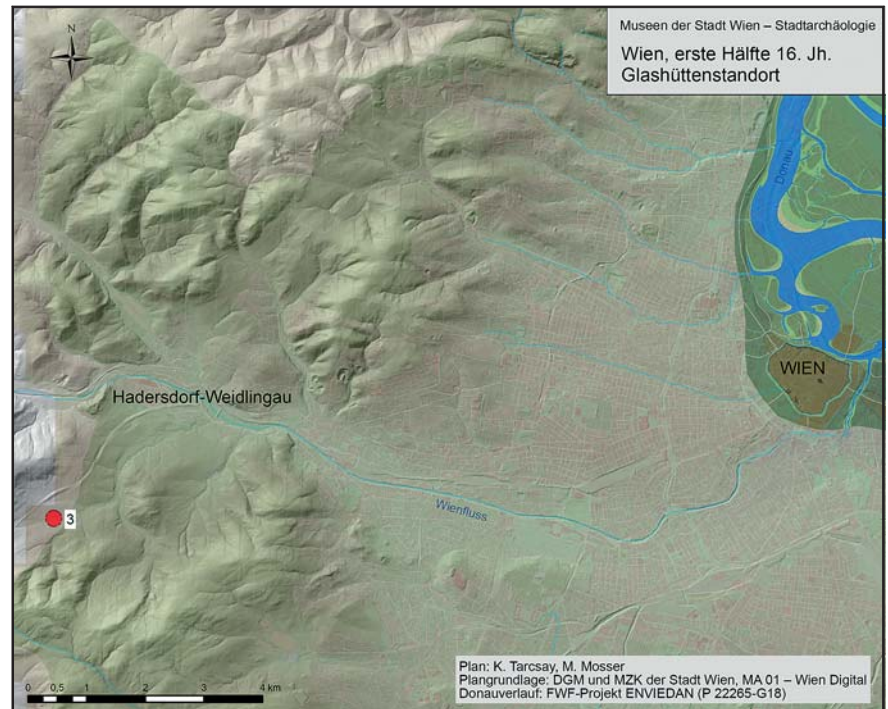 Museen der Stadt Wien – Stadtarchäologie
Wien, erste Hälfte 16. Jh.
Glashüttenstandort
N
Donau
WIEN
Hadersdorf-Weidlingau
Wienfluss
3
Plan: K. Tarcsay, M. Mosser
Plangrundlage: DGM und MZK der Stadt Wien, MA 01 – Wien Digital
Donauverlauf: FWF-Projekt ENVIEDAN (P 22265-G18)
0 0,5 1 2 3 4 km